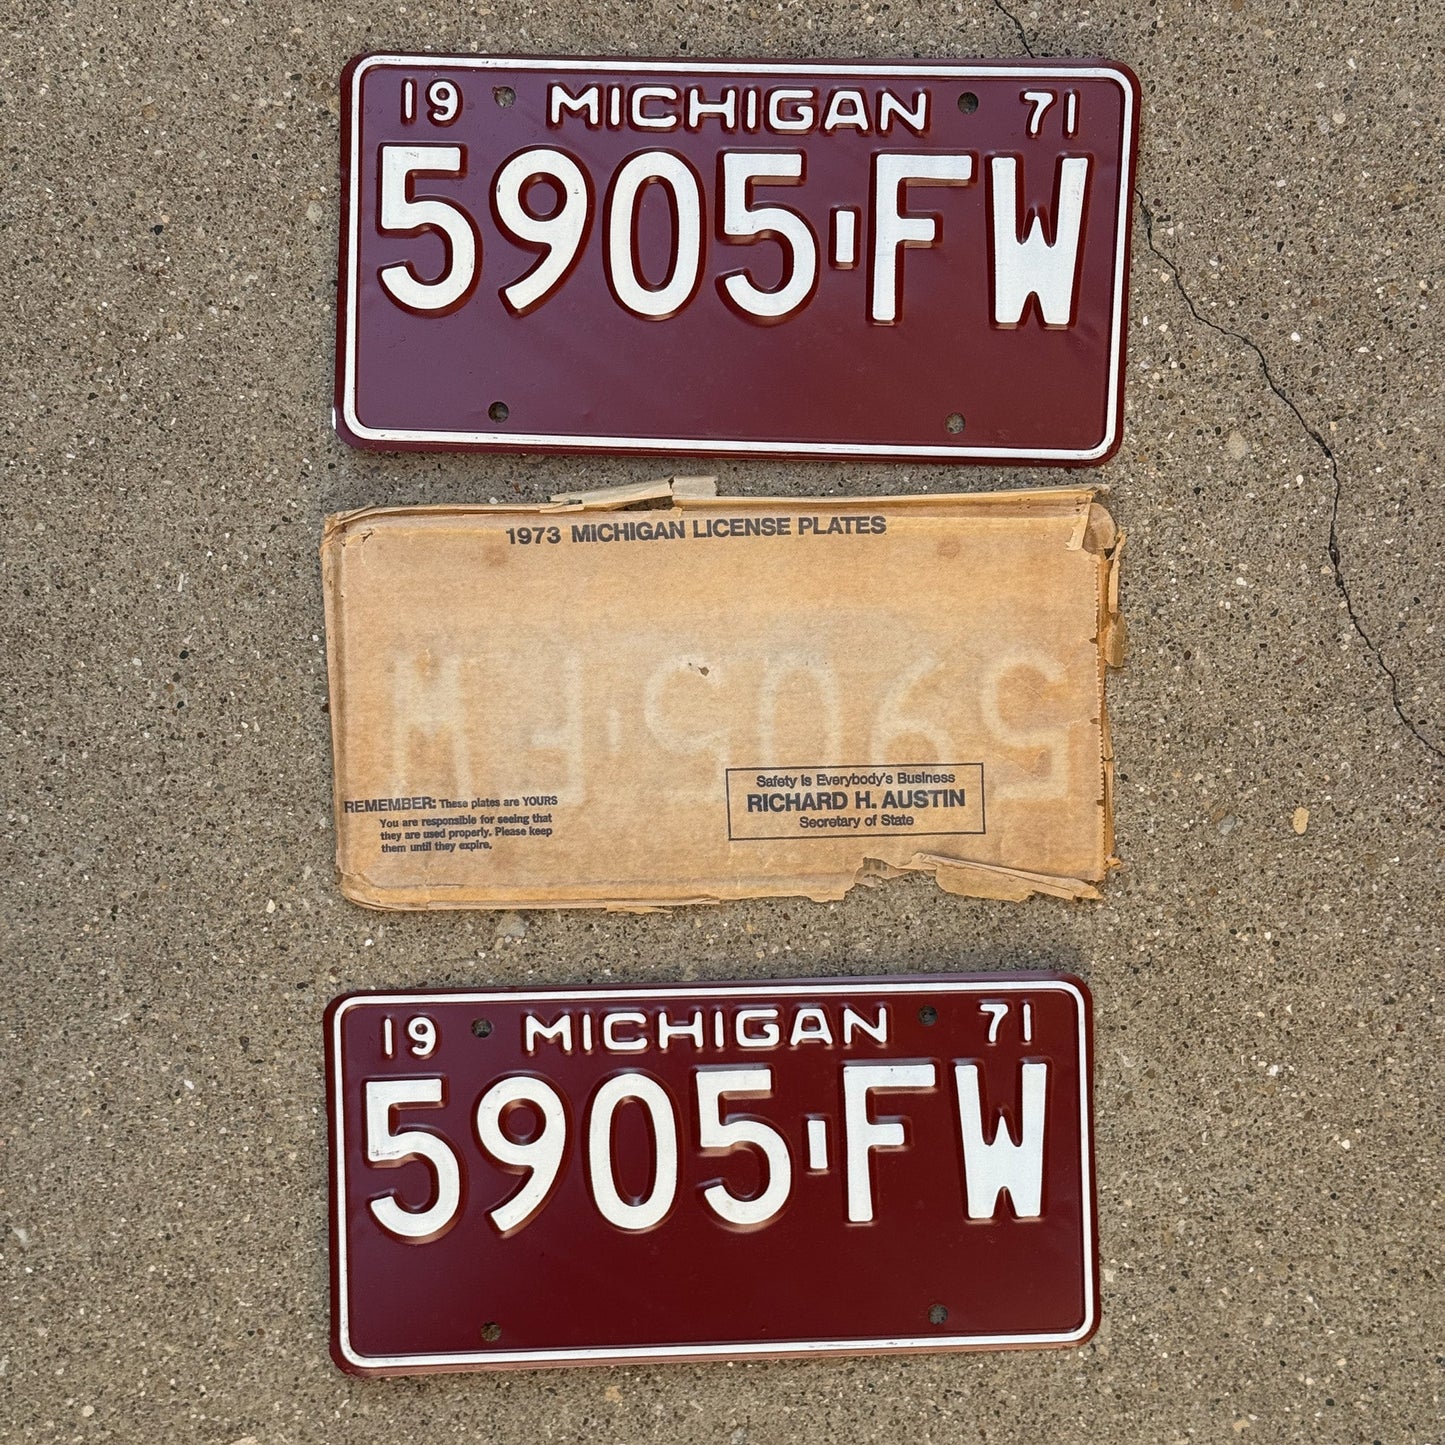 19 MICHIGAN 71
5905-FW
1973 MICHIGAN LICENSE PLATES
5905-FW
Safety is Everybody's Business
RICHARD H. AUSTIN
Secretary of State
REMEMBER: These plates are YOURS
You are responsible for seeing that
they are used properly. Please keep
them until they expire.
19 MICHIGAN 71
5905-FW